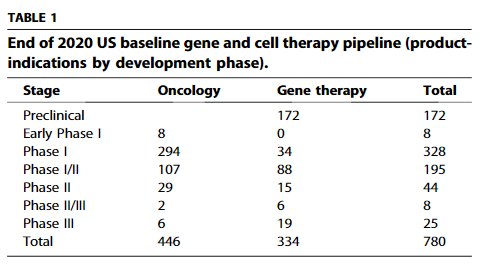 TABLE 1
End of 2020 US baseline gene and cell therapy pipeline (product-
indications by development phase).
Stage Oncology Gene therapy Total
Preclinical 172 172
Early Phase I 8 0 8
Phase I 294 34 328
Phase I/II 107 88 195
Phase II 29 15 44
Phase II/III 2 6 8
Phase III 6 19 25
Total 446 334 780